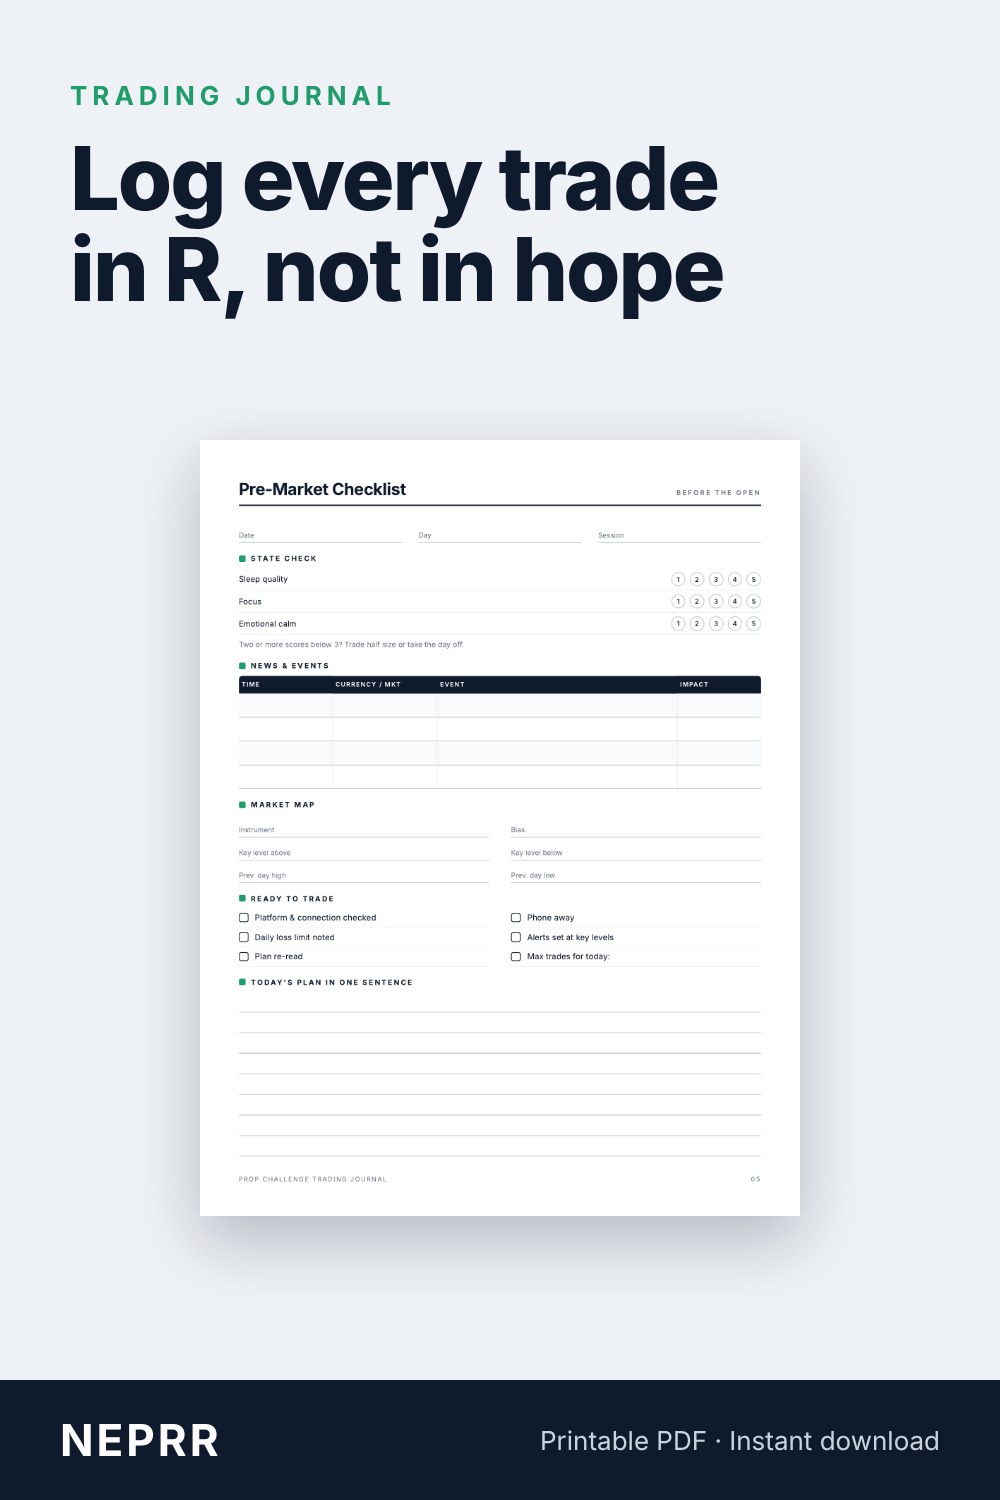 TRADING JOURNAL
Log every trade
in R, not in hope
Pre-Market Checklist
BEFORE THE OPEN
Date Day Session
STATE CHECK
Sleep quality 1 2 3 4 5
Focus 1 2 3 4 5
Emotional calm 1 2 3 4 5
Two or more scores below 3? Trade half size or take the day off.
NEWS & EVENTS
TIME CURRENCY / MKT EVENT IMPACT
MARKET MAP
Instrument Bias
Key level above Key level below
Prev. day high Prev. day low
READY TO TRADE
Platform & connection checked Phone away
Daily loss limit noted Alerts set at key levels
Plan re-read Max trades for today:
TODAY'S PLAN IN ONE SENTENCE
PROP CHALLENGE TRADING JOURNAL 05
NEPRR Printable PDF · Instant download